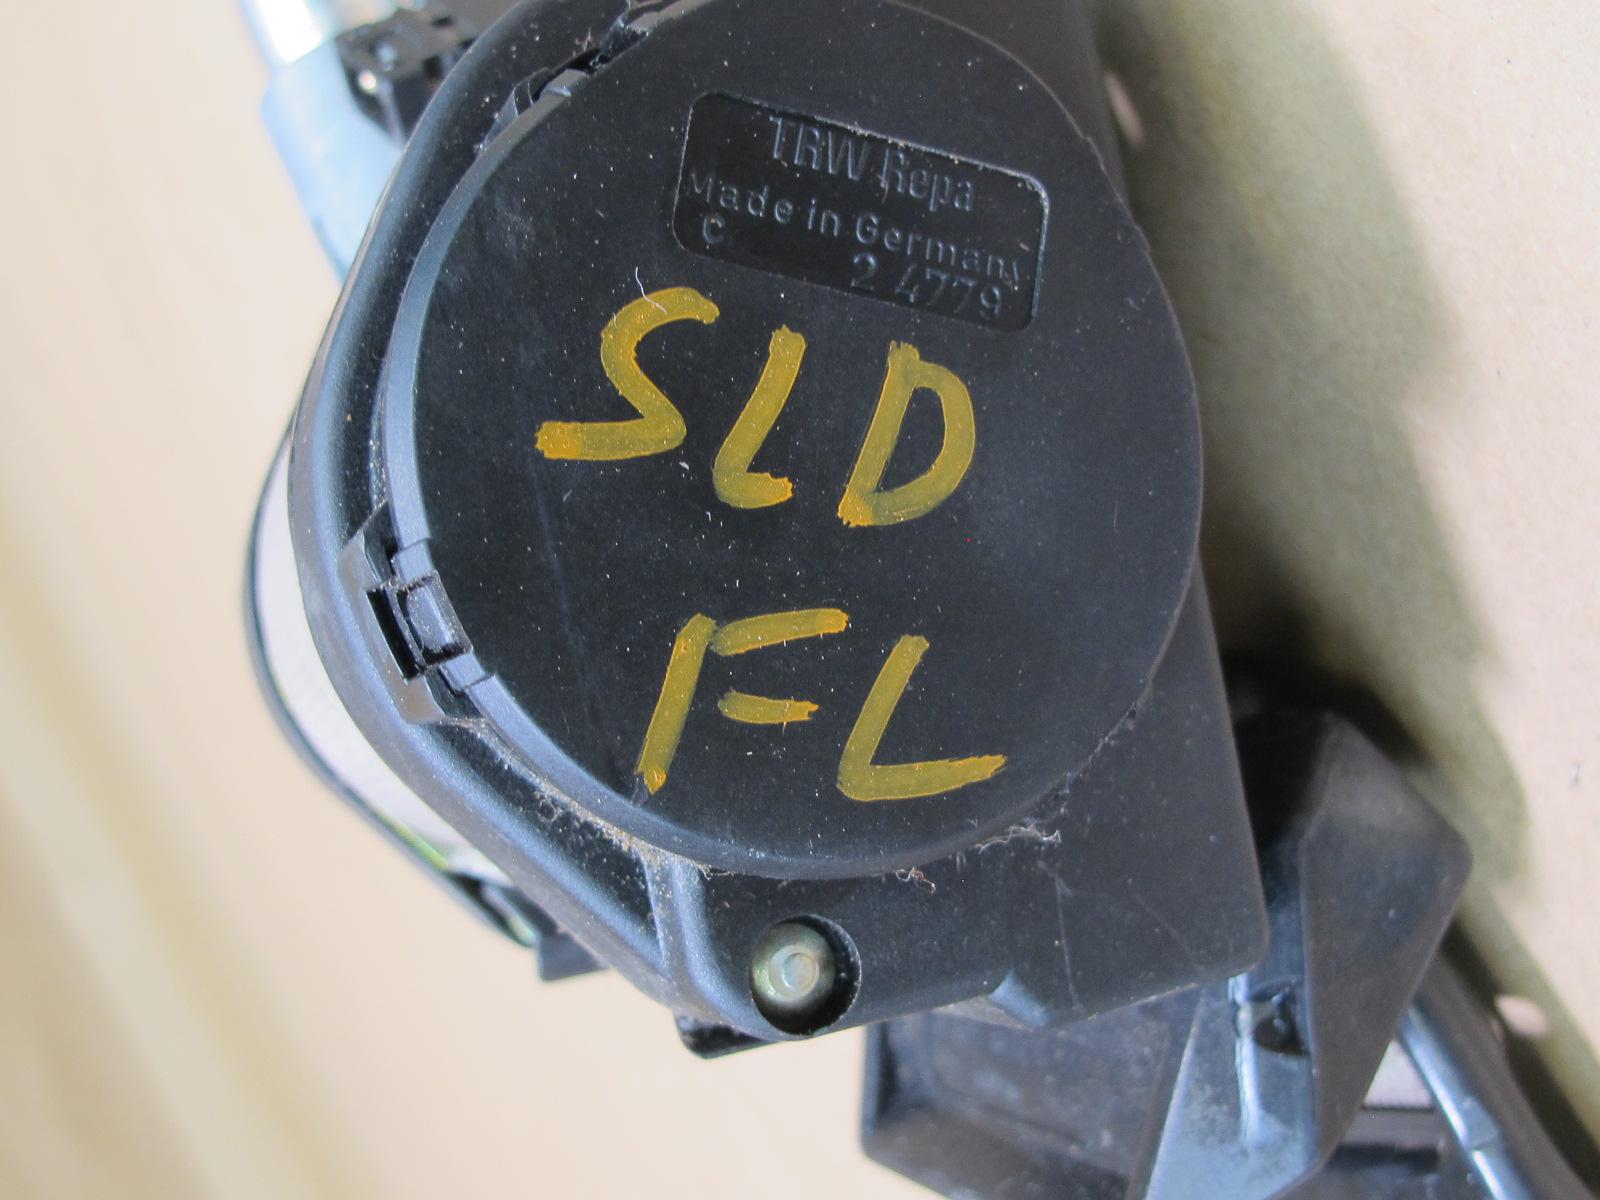 TRW Repa
Made in Germany
C 2 4779
SLD
FL